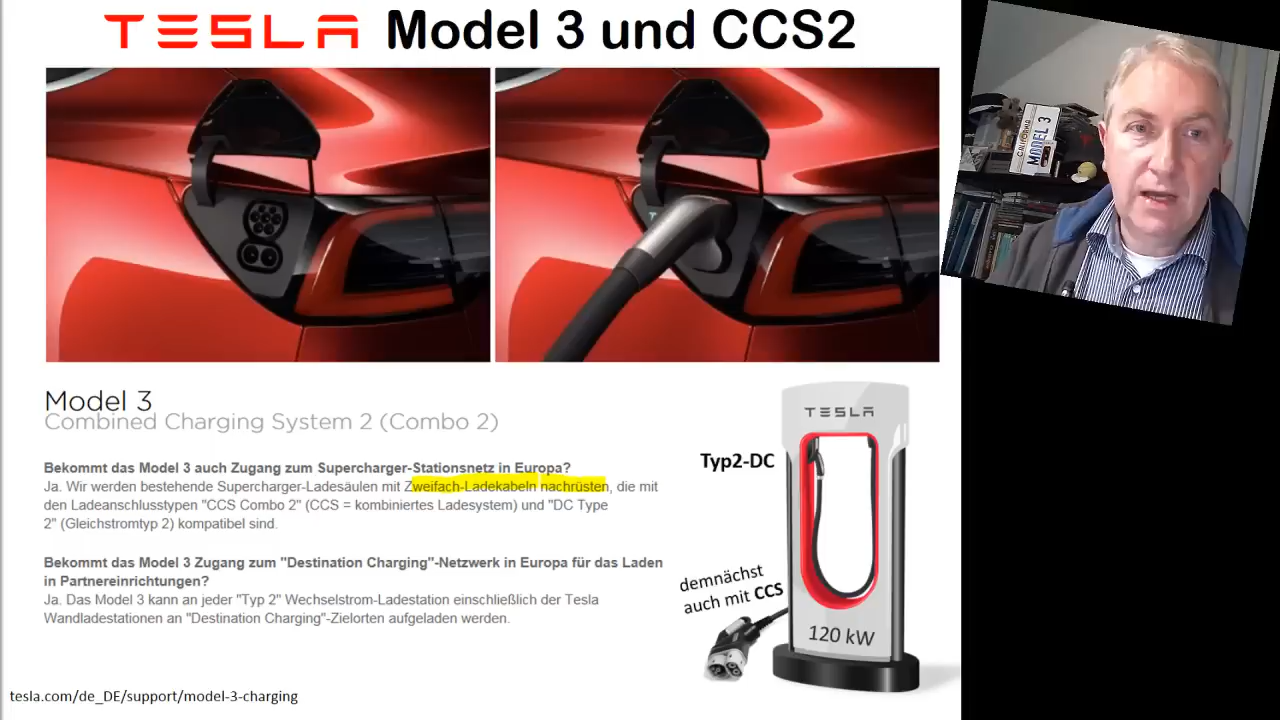 TESLA Model 3 und CCS2
CALIFORNIA
MODEL 3
Model 3
Combined Charging System 2 (Combo 2)
Bekommt das Model 3 auch Zugang zum Supercharger-Stationsnetz in Europa?
Ja. Wir werden bestehende Supercharger-Ladesäulen mit Zweifach-Ladekabeln nachrüsten, die mit
den Ladeanschlusstypen "CCS Combo 2" (CCS = kombiniertes Ladesystem) und "DC Type
2" (Gleichstromtyp 2) kompatibel sind.
Bekommt das Model 3 Zugang zum "Destination Charging"-Netzwerk in Europa für das Laden
in Partnereinrichtungen?
Ja. Das Model 3 kann an jeder "Typ 2" Wechselstrom-Ladestation einschließlich der Tesla
Wandladestationen an "Destination Charging"-Zielorten aufgeladen werden.
TESLA
Typ2-DC
demnächst
auch mit CCS
120 kW
tesla.com/de_DE/support/model-3-charging